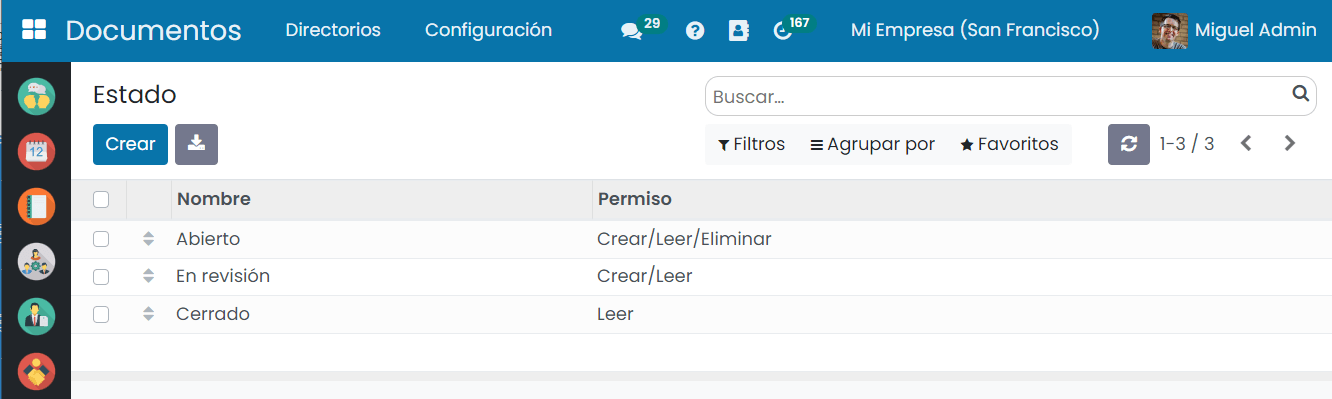 Documentos Directorios Configuración 29 167 Mi Empresa (San Francisco) Miguel Admin
Estado Buscar...
Crear Filtros Agrupar por Favoritos 1-3 / 3
12
Nombre Permiso
Abierto Crear/Leer/Eliminar
En revisión Crear/Leer
Cerrado Leer